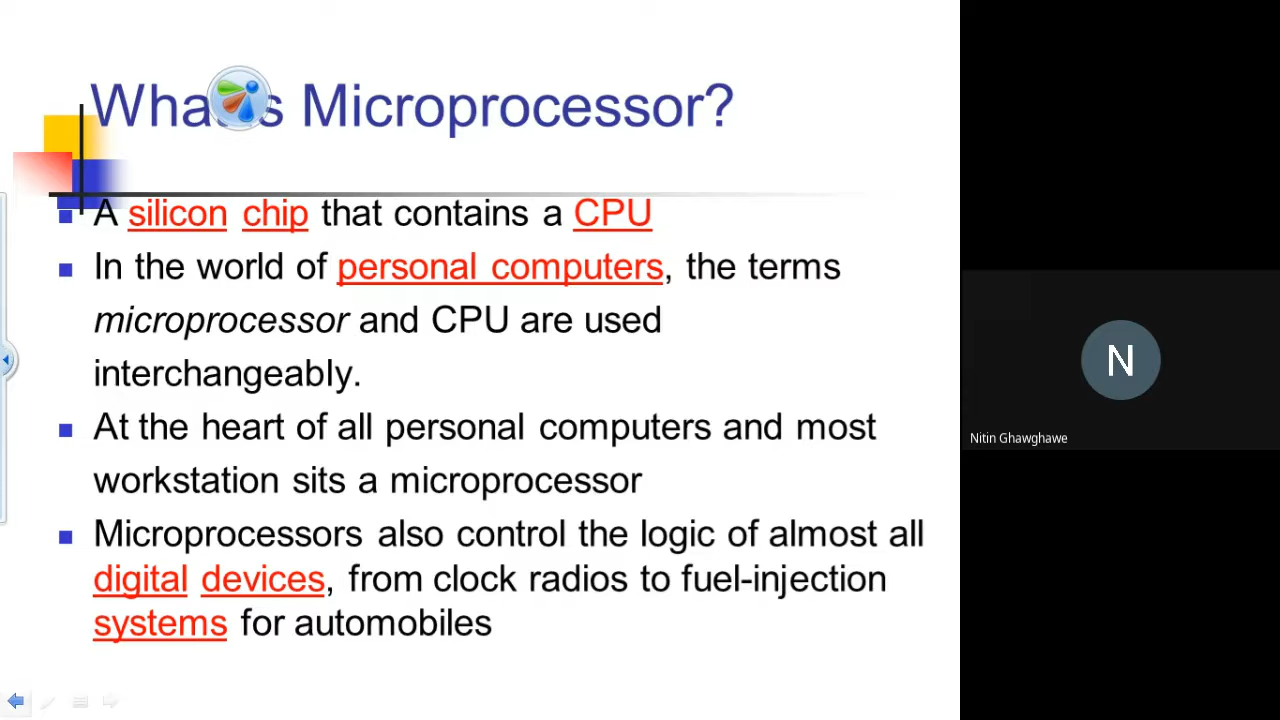 What is Microprocessor?
A silicon chip that contains a CPU
In the world of personal computers, the terms
microprocessor and CPU are used
interchangeably.
At the heart of all personal computers and most
workstation sits a microprocessor
Microprocessors also control the logic of almost all
digital devices, from clock radios to fuel-injection
systems for automobiles
N
Nitin Ghawghawe